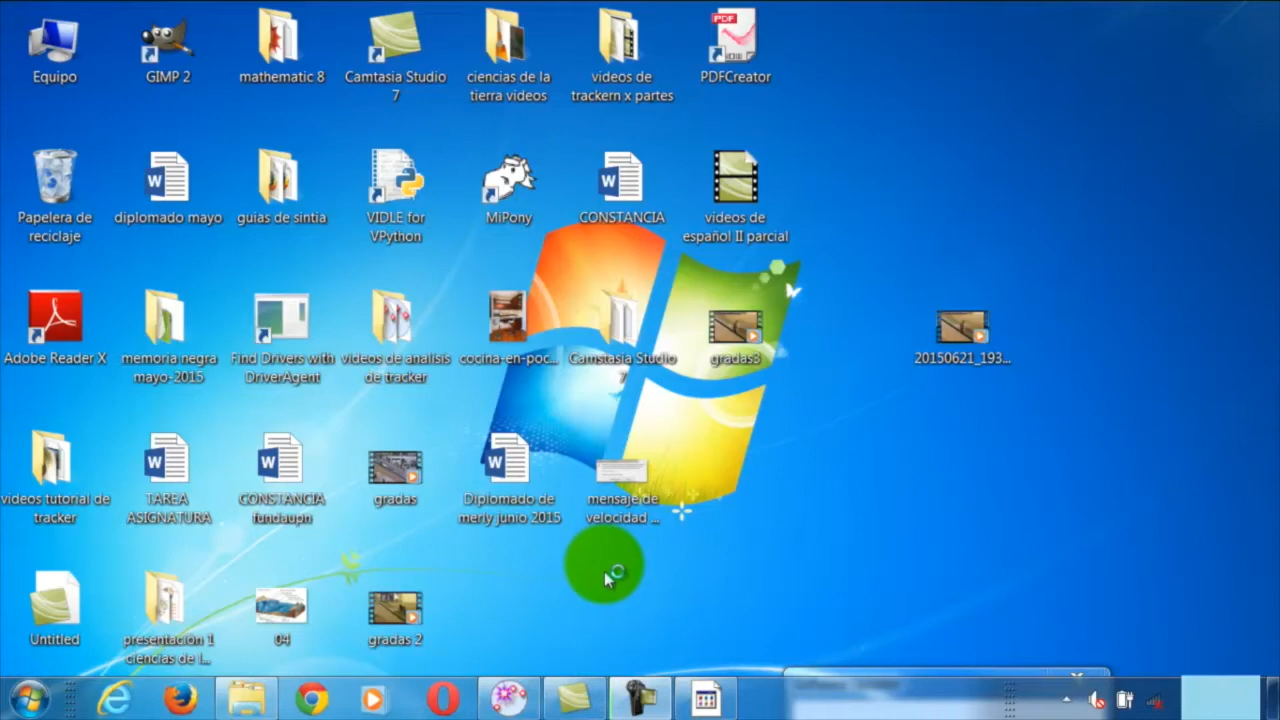 Equipo
GIMP 2
mathematic 8
Camtasia Studio
7
ciencias de la
tierra videos
videos de
trackern x partes
PDF
PDFCreator
Papelera de
reciclaje
W
diplomado mayo
guias de sintia
VIDLE for
VPython
MiPony
W
CONSTANCIA
videos de
español II parcial
Adobe Reader X
memoria negra
mayo-2015
Find Drivers with
DriverAgent
videos de analisis
de tracker
cocina-en-poc...
Camstasia Studio
7
gradas3
20150621_193...
videos tutorial de
tracker
W
TAREA
ASIGNATURA
W
CONSTANCIA
fundaupn
gradas
W
Diplomado de
merly junio 2015
mensaje de
velocidad ...
Untitled
presentación 1
ciencias de l...
04
gradas 2